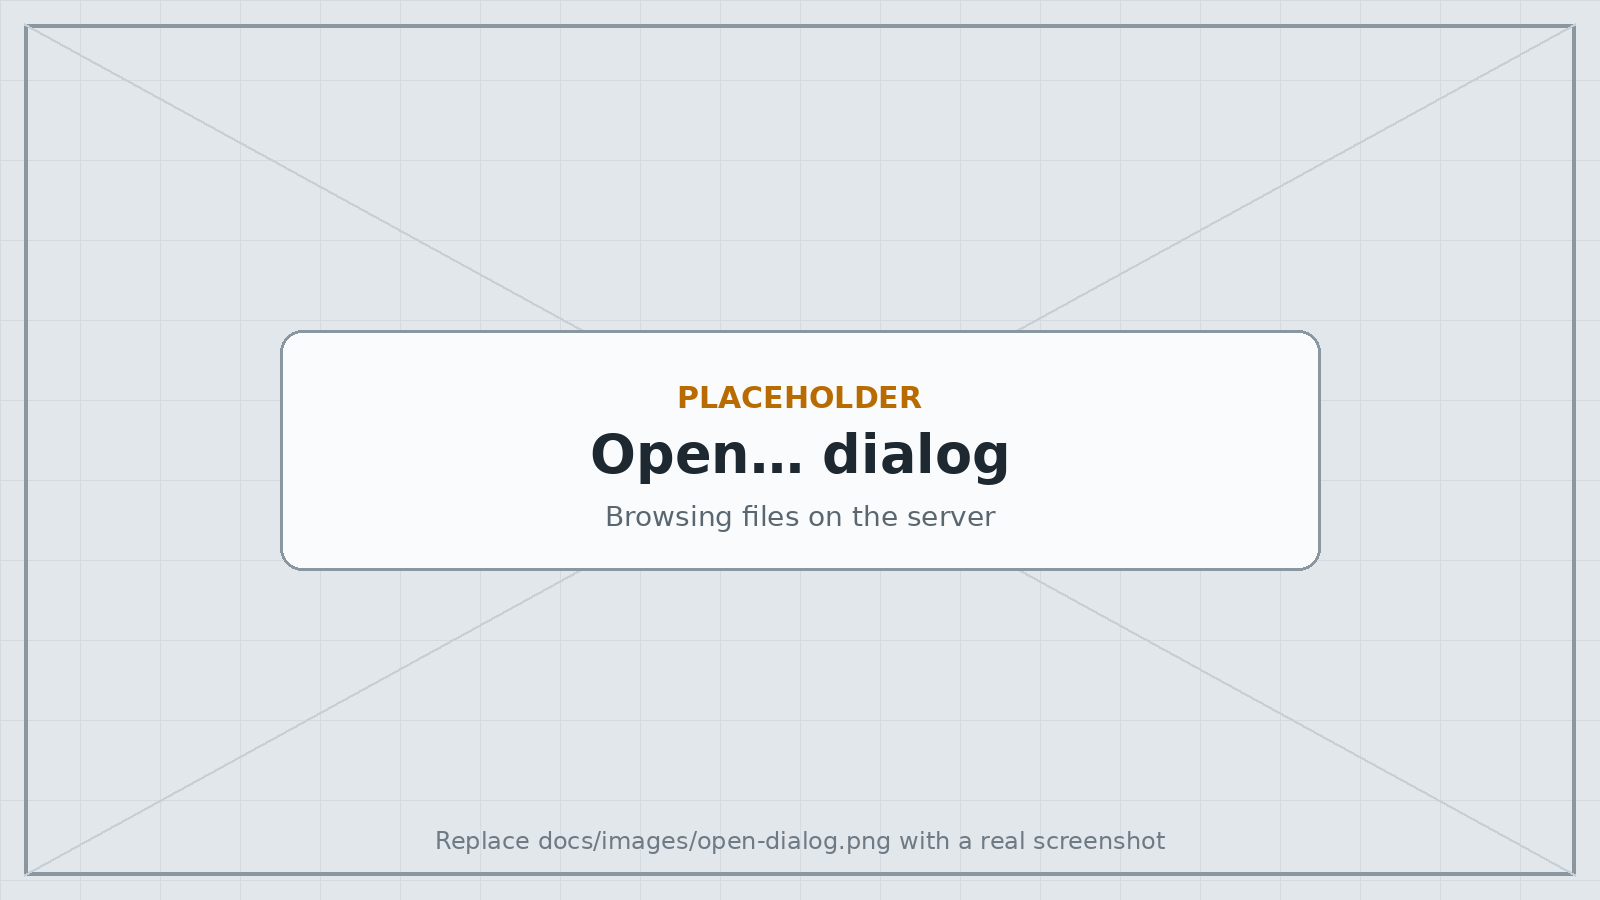 PLACEHOLDER
Open… dialog
Browsing files on the server
Replace docs/images/open-dialog.png with a real screenshot